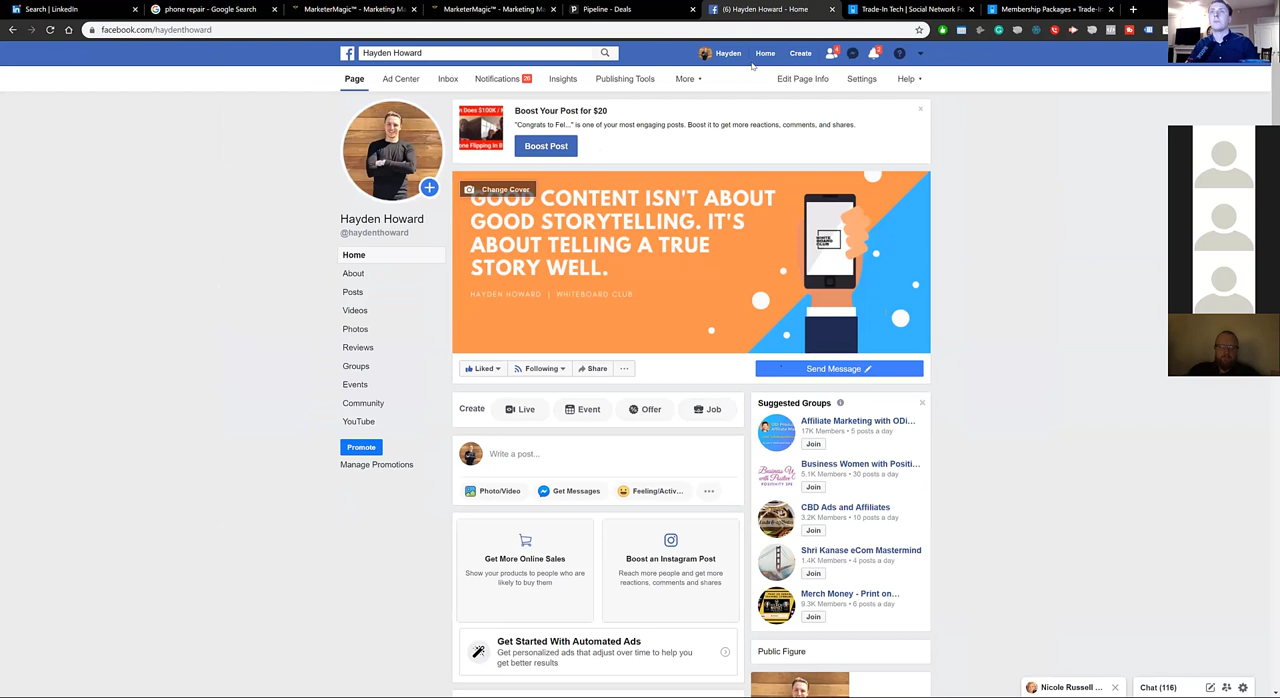 Search | LinkedIn
phone repair - Google Search
MarketerMagic™ - Marketing M
MarketerMagic™ - Marketing M
Pipeline - Deals
(6) Hayden Howard - Home
Trade-In Tech | Social Network Fo
Membership Packages » Trade-In
facebook.com/haydenthoward
Hayden Howard
Hayden
Home
Create
Page
Ad Center
Inbox
Notifications 26
Insights
Publishing Tools
More
Edit Page Info
Settings
Help
Boost Your Post for $20
"Congrats to Fel..." is one of your most engaging posts. Boost it to get more reactions, comments, and shares.
Boost Post
Change Cover
GOOD CONTENT ISN'T ABOUT
GOOD STORYTELLING. IT'S
ABOUT TELLING A TRUE
STORY WELL.
HAYDEN HOWARD | WHITEBOARD CLUB
WHITE
BOARD
CLUB
Hayden Howard
@haydenthoward
Home
About
Posts
Videos
Photos
Reviews
Groups
Events
Community
YouTube
Promote
Manage Promotions
Liked
Following
Share
Send Message
Create
Live
Event
Offer
Job
Write a post...
Photo/Video
Get Messages
Feeling/Activ...
Get More Online Sales
Show your products to people who are
likely to buy them
Boost an Instagram Post
Reach more people and get more
reactions, comments and shares
Get Started With Automated Ads
Get personalized ads that adjust over time to help you
get better results
Suggested Groups
Affiliate Marketing with ODi...
17K Members • 5 posts a day
Join
Business Women with Positi...
5.1K Members • 30 posts a day
Join
CBD Ads and Affiliates
3.2K Members • 10 posts a day
Join
Shri Kanase eCom Mastermind
1.4K Members • 4 posts a day
Join
Merch Money - Print on...
9.3K Members • 6 posts a day
Join
Public Figure
Nicole Russell ...
Chat (116)